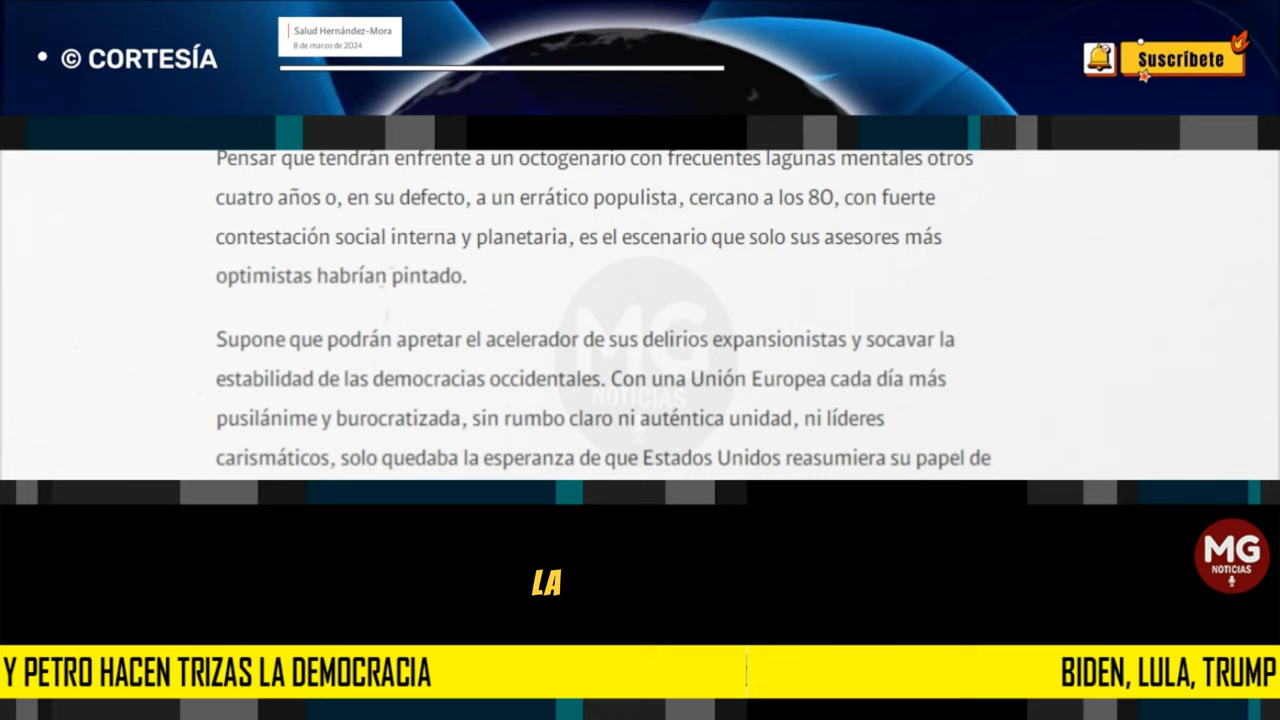 • © CORTESÍA
Salud Hernández-Mora
8 de marzo de 2024
Suscríbete
Pensar que tendrán enfrente a un octogenario con frecuentes lagunas mentales otros
cuatro años o, en su defecto, a un errático populista, cercano a los 80, con fuerte
contestación social interna y planetaria, es el escenario que solo sus asesores más
optimistas habrían pintado.
Supone que podrán apretar el acelerador de sus delirios expansionistas y socavar la
estabilidad de las democracias occidentales. Con una Unión Europea cada día más
pusilánime y burocratizada, sin rumbo claro ni auténtica unidad, ni líderes
carismáticos, solo quedaba la esperanza de que Estados Unidos reasumiera su papel de
MG
NOTICIAS
LA
MG
NOTICIAS
Y PETRO HACEN TRIZAS LA DEMOCRACIA
BIDEN, LULA, TRUMP